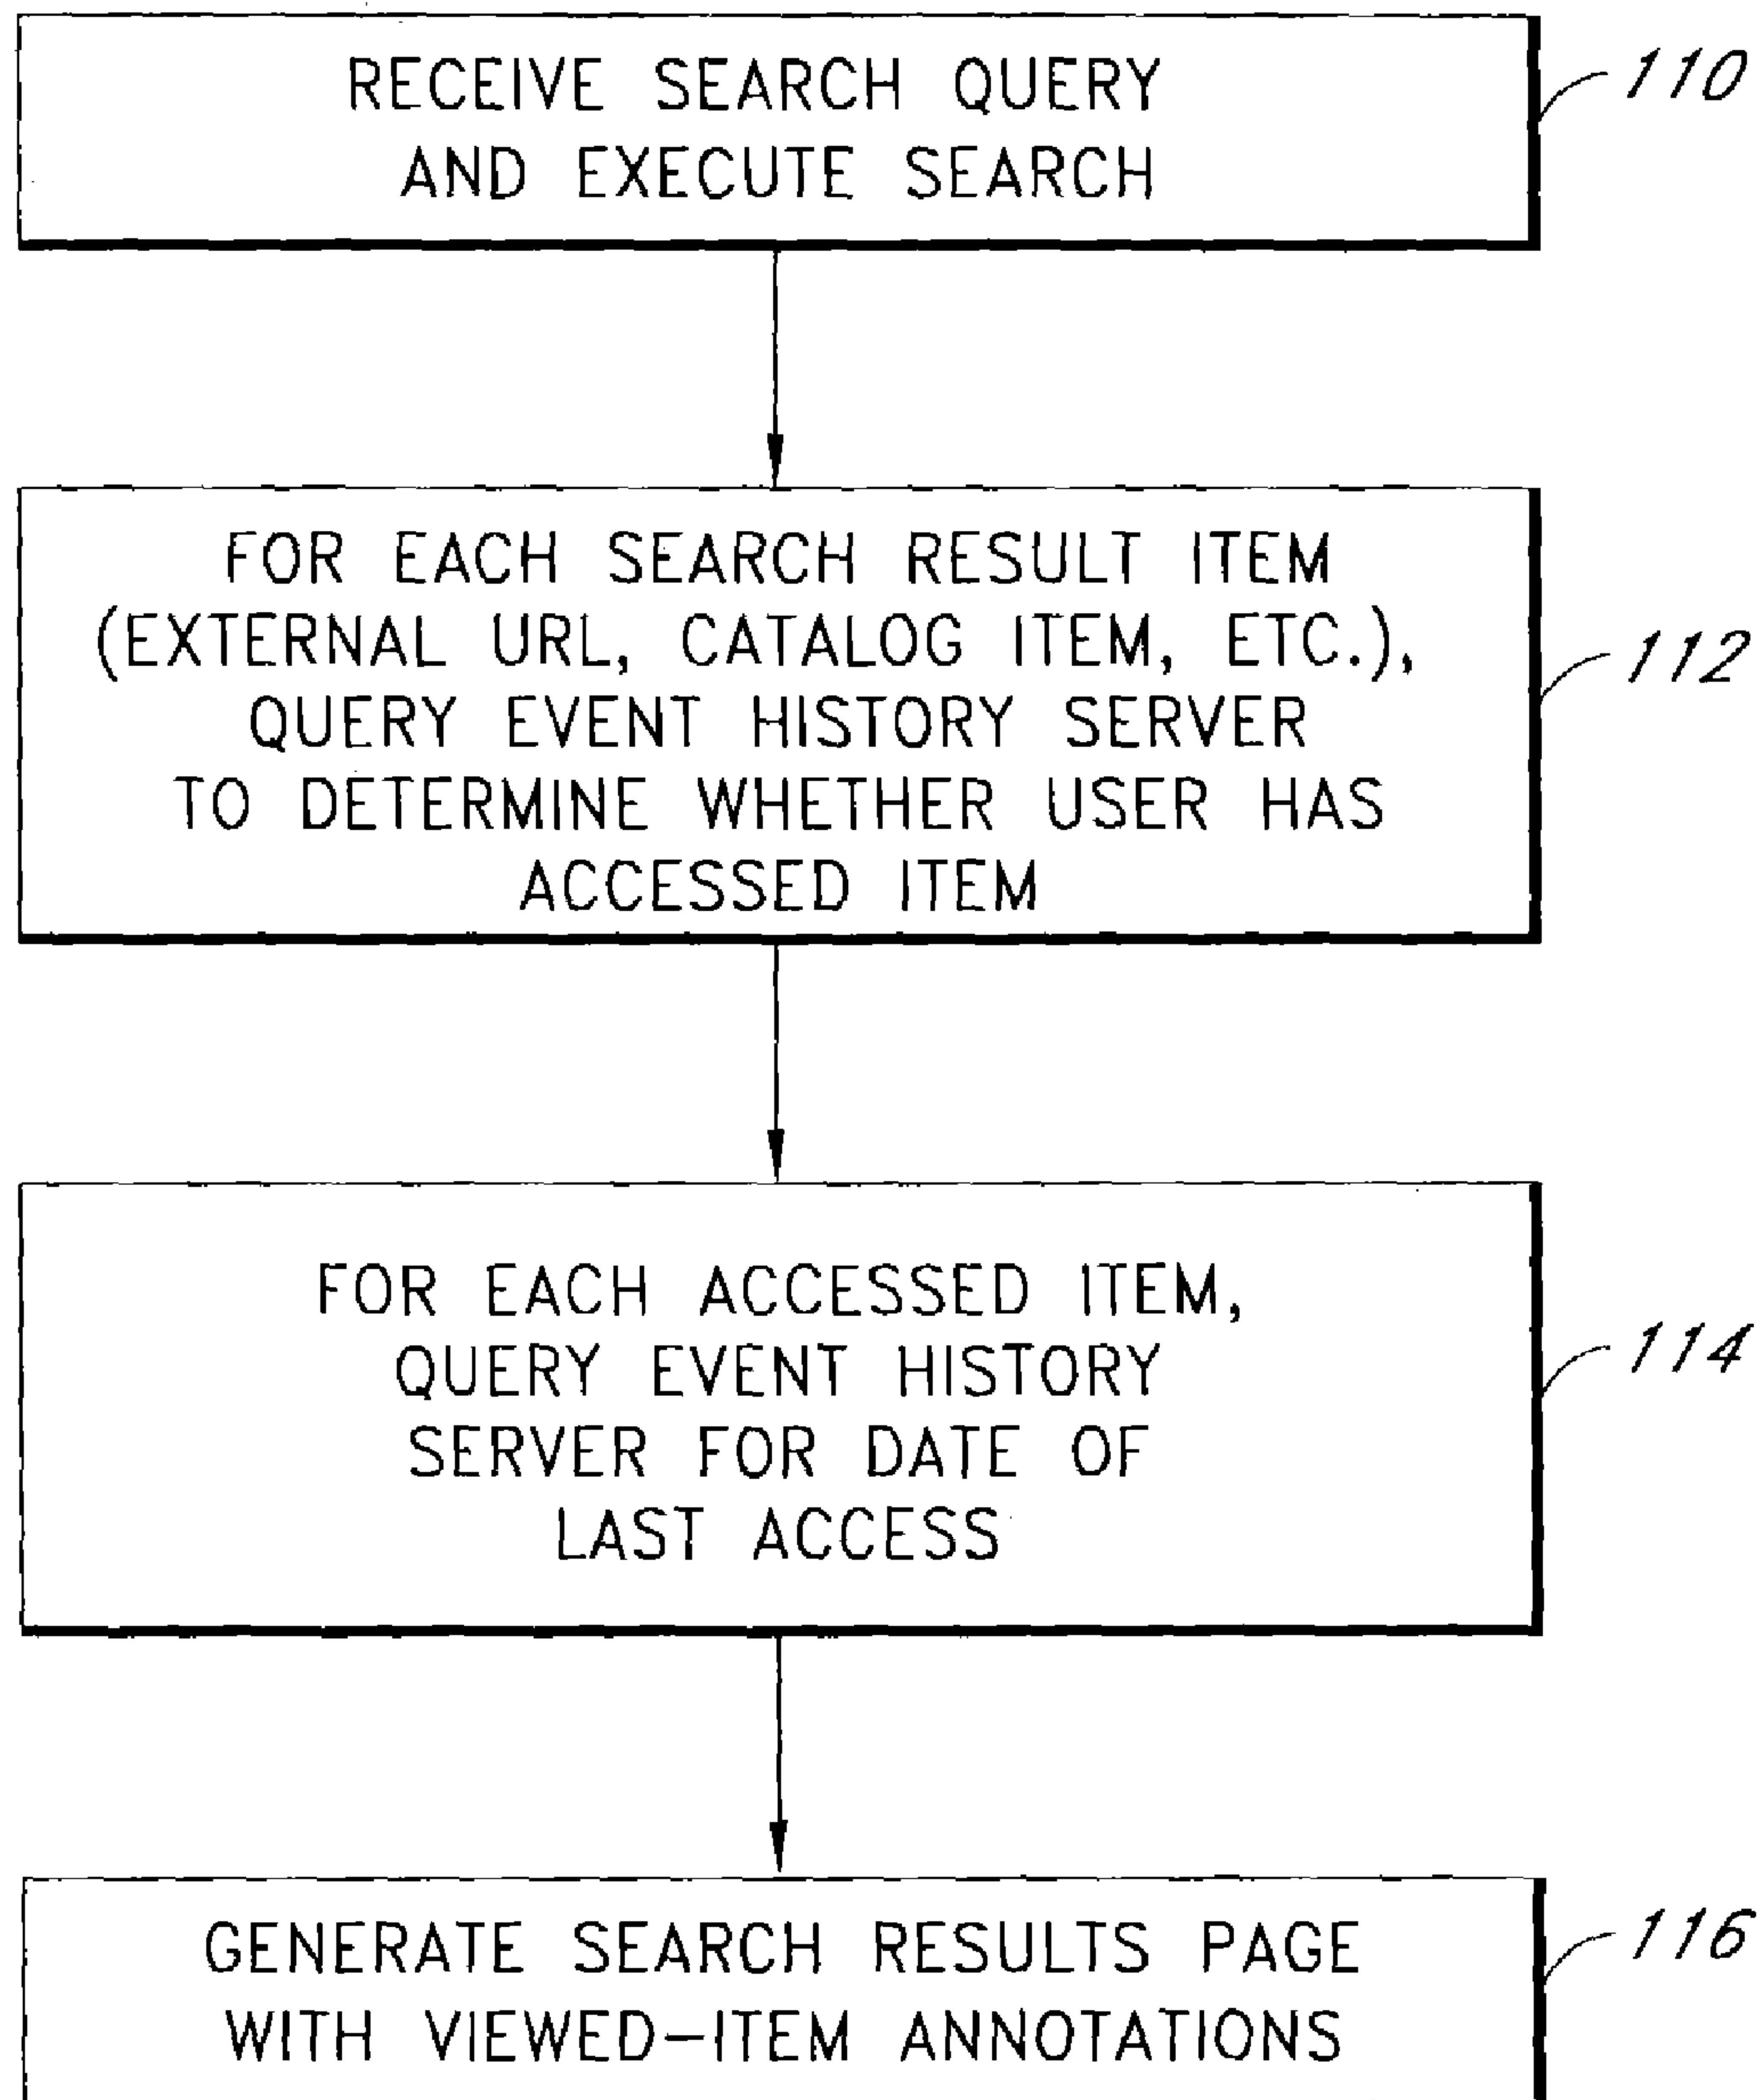 RECEIVE SEARCH QUERY
AND EXECUTE SEARCH
110
FOR EACH SEARCH RESULT ITEM
(EXTERNAL URL, CATALOG ITEM, ETC.),
QUERY EVENT HISTORY SERVER
TO DETERMINE WHETHER USER HAS
ACCESSED ITEM
112
FOR EACH ACCESSED ITEM,
QUERY EVENT HISTORY
SERVER FOR DATE OF
LAST ACCESS
114
GENERATE SEARCH RESULTS PAGE
WITH VIEWED-ITEM ANNOTATIONS
116